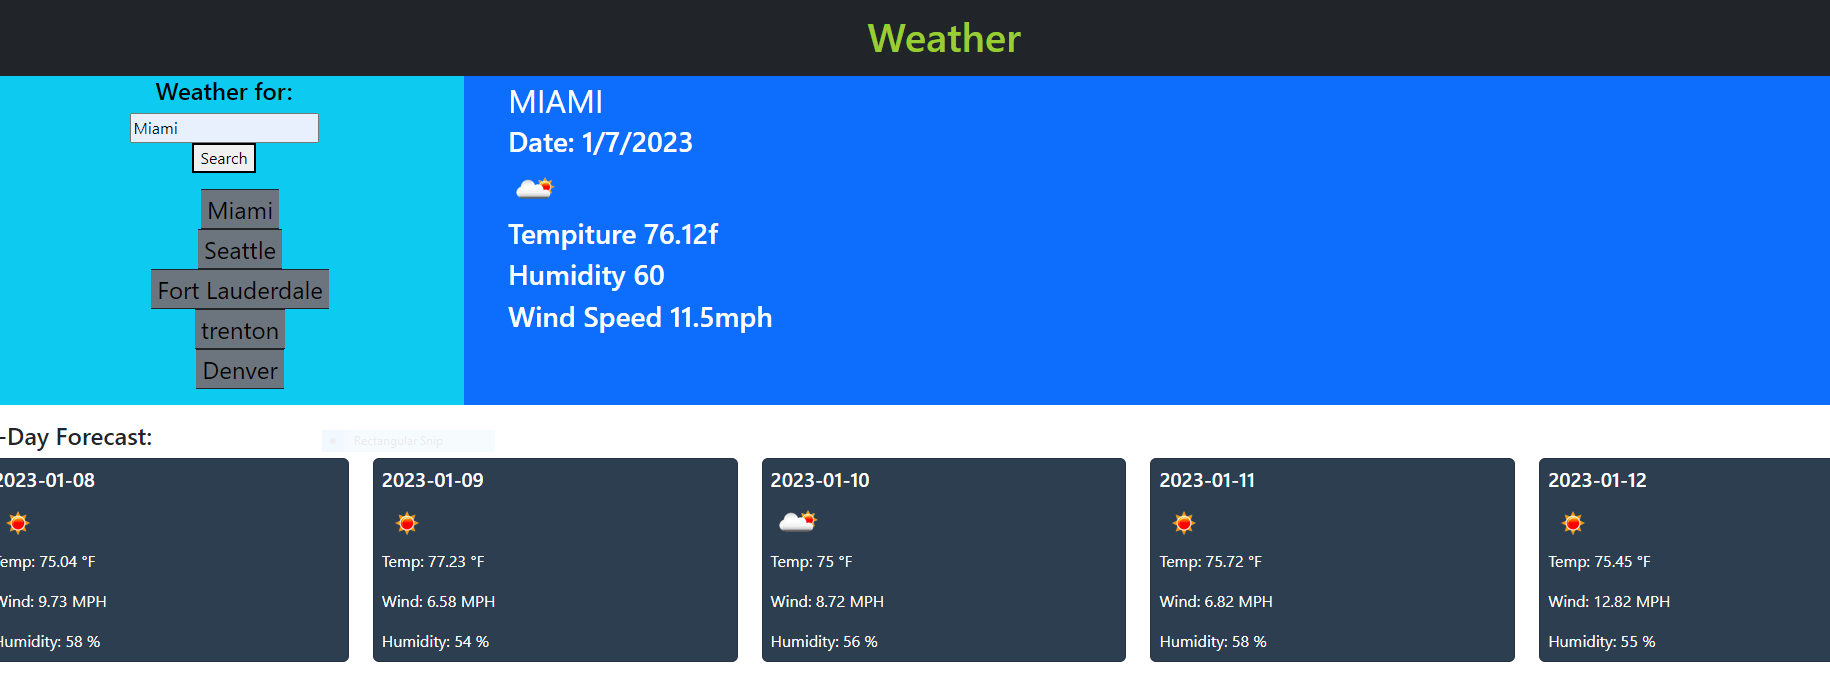 Weather
Weather for:
Miami
Search
Miami
Seattle
Fort Lauderdale
trenton
Denver
MIAMI
Date: 1/7/2023
Tempiture 76.12f
Humidity 60
Wind Speed 11.5mph
-Day Forecast:
Rectangular Snip
2023-01-08
emp: 75.04 °F
Wind: 9.73 MPH
Humidity: 58 %
2023-01-09
Temp: 77.23 °F
Wind: 6.58 MPH
Humidity: 54 %
2023-01-10
Temp: 75 °F
Wind: 8.72 MPH
Humidity: 56 %
2023-01-11
Temp: 75.72 °F
Wind: 6.82 MPH
Humidity: 58 %
2023-01-12
Temp: 75.45 °F
Wind: 12.82 MPH
Humidity: 55 %